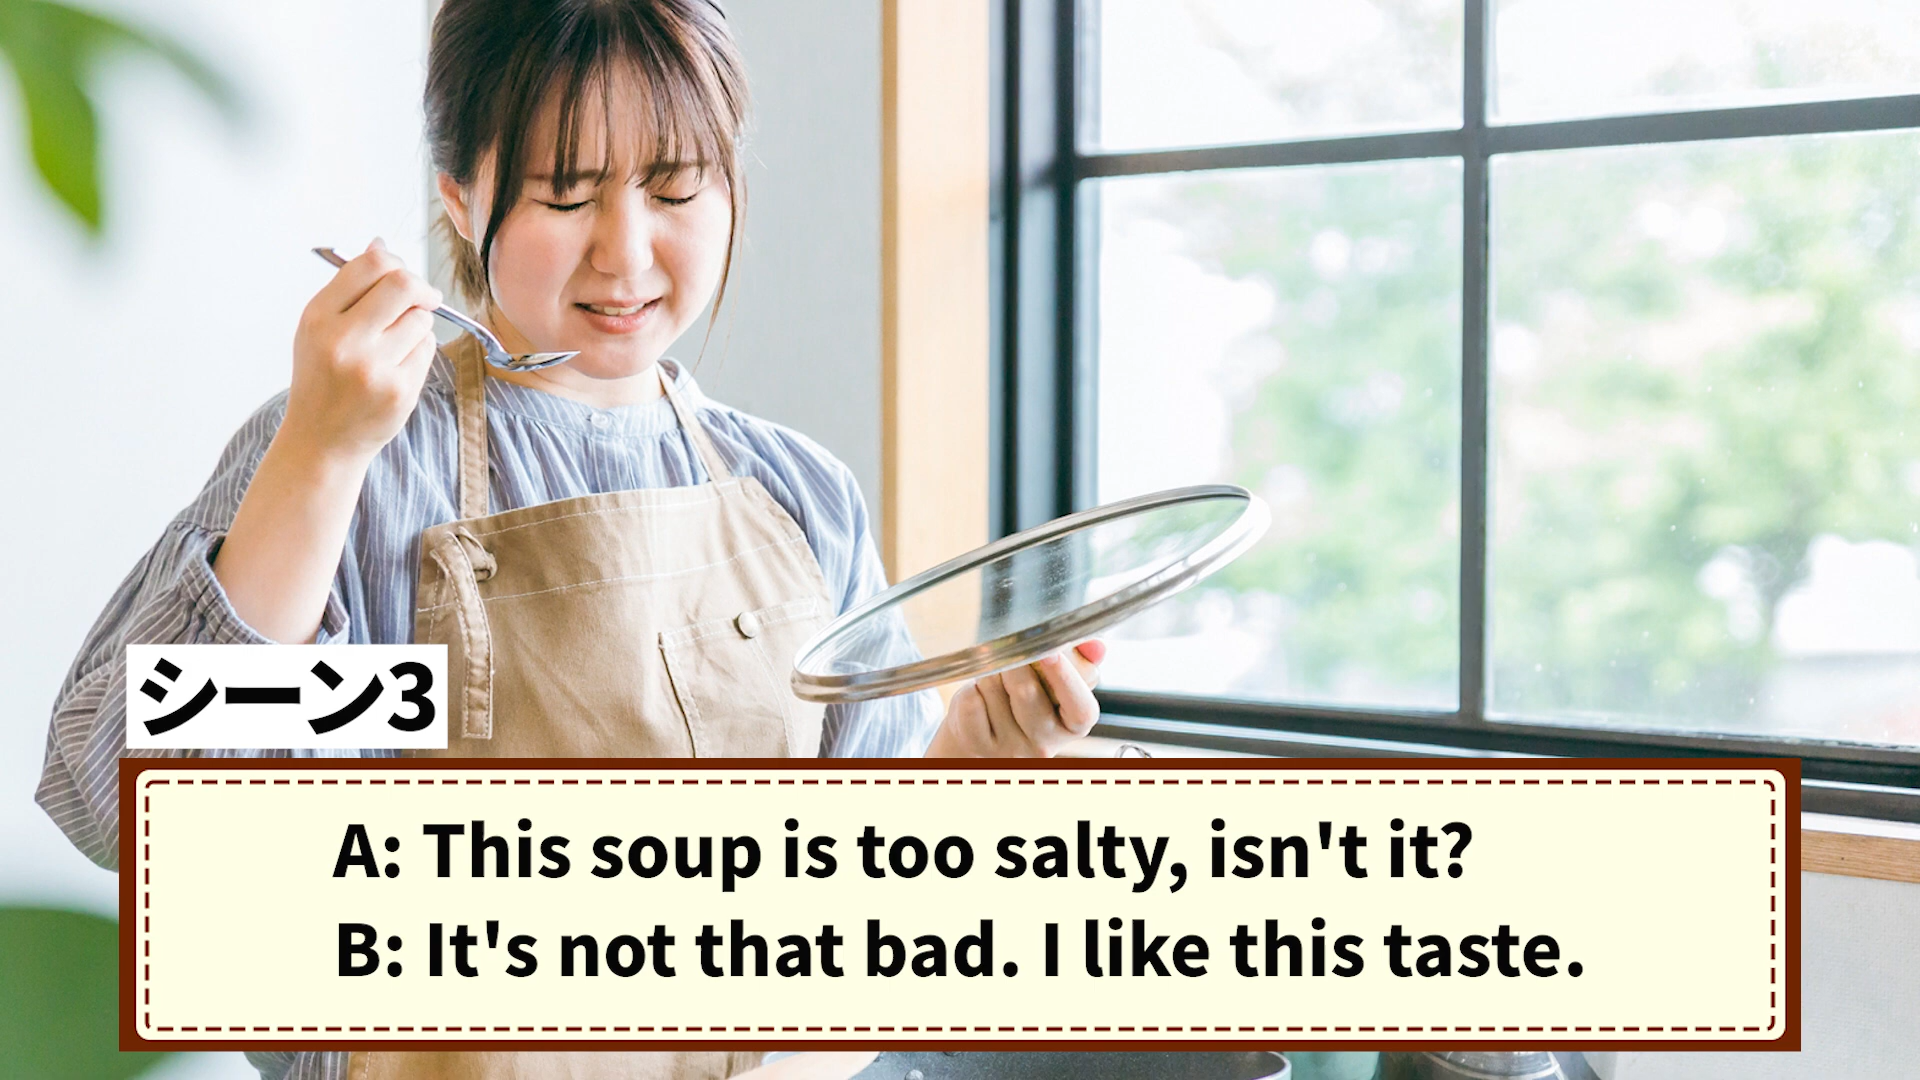 シーン3
A: This soup is too salty, isn't it?
B: It's not that bad. I like this taste.